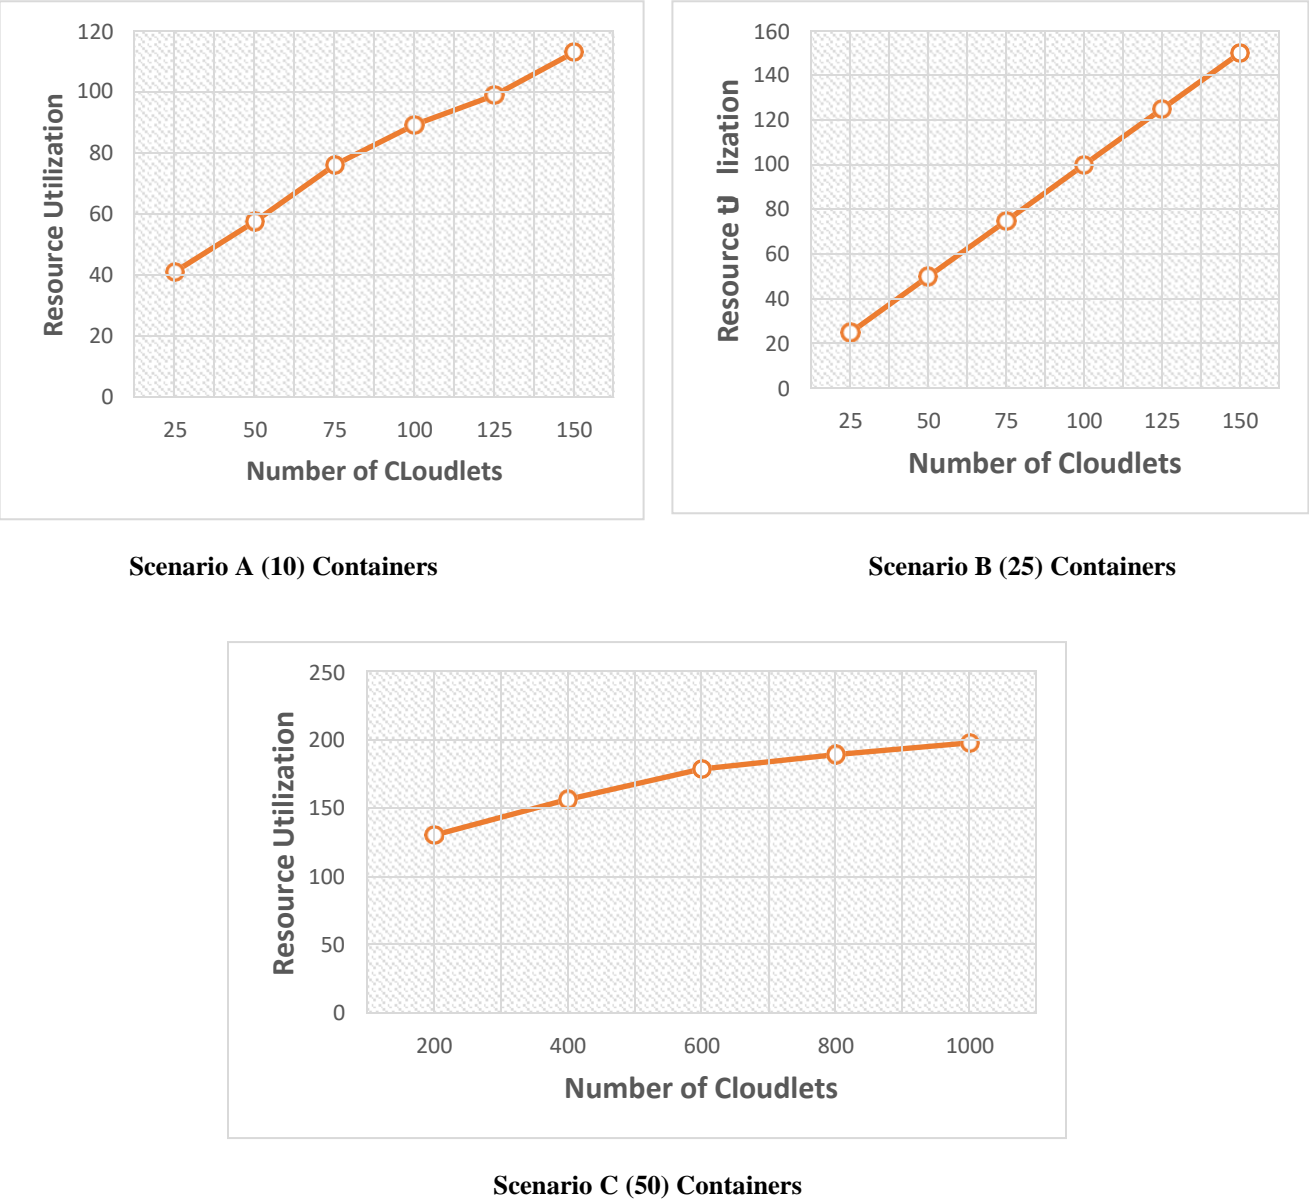 120
100
80
60
40
20
0
Resource Utilization
25 50 75 100 125 150
Number of CLoudlets
160
140
120
100
80
60
40
20
0
Resource Uti lization
25 50 75 100 125 150
Number of Cloudlets
Scenario A (10) Containers
Scenario B (25) Containers
250
200
150
100
50
0
Resource Utilization
200 400 600 800 1000
Number of Cloudlets
Scenario C (50) Containers